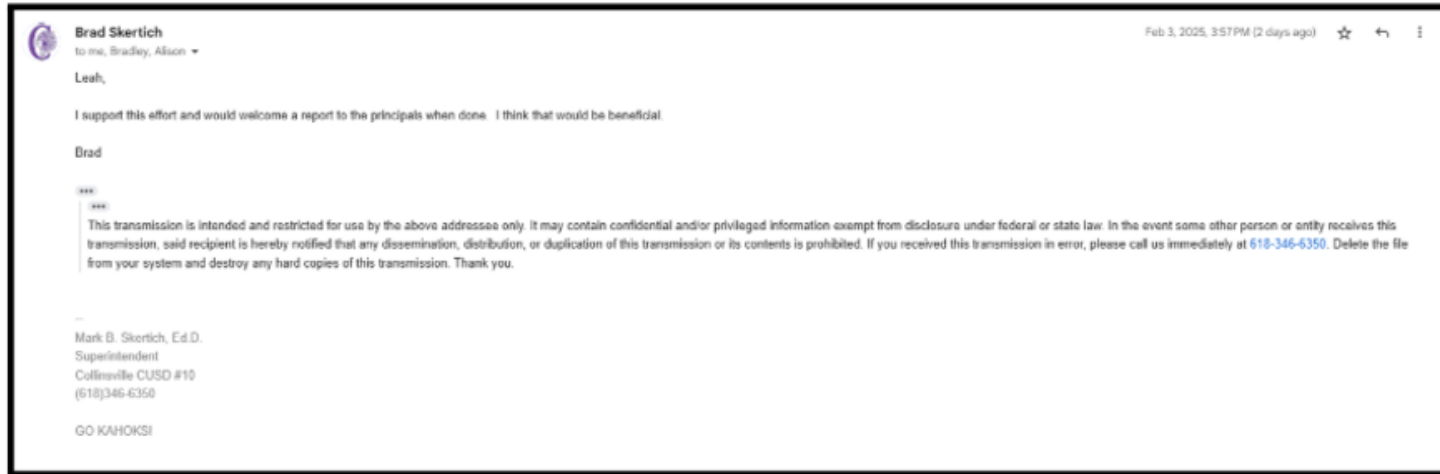 Brad Skertich
Feb 3, 2025, 3:57 PM (2 days ago)
to me, Bradley, Alison
Leah,
I support this effort and would welcome a report to the principals when done.  I think that would be beneficial.
Brad
This transmission is intended and restricted for use by the above addressee only. It may contain confidential and/or privileged information exempt from disclosure under federal or state law. In the event some other person or entity receives this
transmission, said recipient is hereby notified that any dissemination, distribution, or duplication of this transmission or its contents is prohibited. If you received this transmission in error, please call us immediately at 618-346-6350. Delete the file
from your system and destroy any hard copies of this transmission. Thank you.
--
Mark B. Skertich, Ed.D.
Superintendent
Collinsville CUSD #10
(618)346-6350
GO KAHOKS!